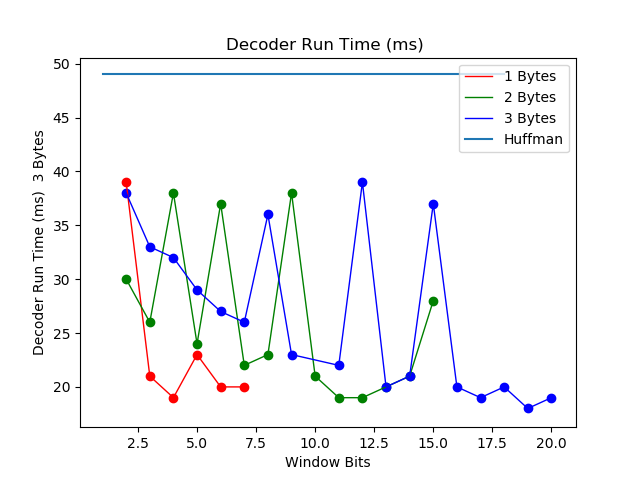 Decoder Run Time (ms)
50
45
40
35
30
25
20
Decoder Run Time (ms)  3 Bytes
1 Bytes
2 Bytes
3 Bytes
Huffman
2.5 5.0 7.5 10.0 12.5 15.0 17.5 20.0
Window Bits